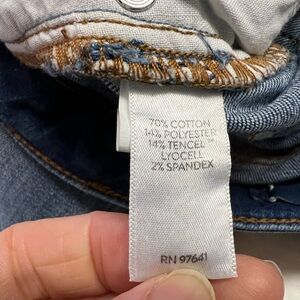 70% COTTON
14% POLYESTER
14% TENCEL™
LYOCELL
2% SPANDEX
RN 97641